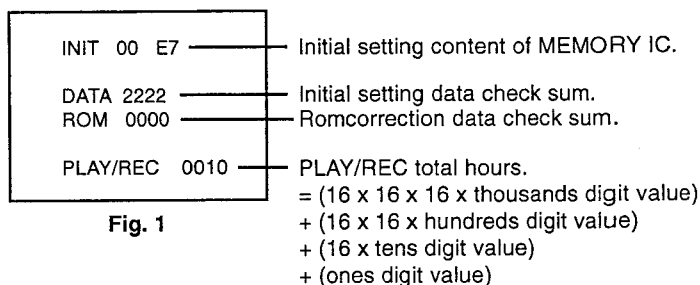 INIT 00 E7 Initial setting content of MEMORY IC.
DATA 2222 Initial setting data check sum.
ROM 0000 Romcorrection data check sum.
PLAY/REC 0010 PLAY/REC total hours.
= (16 x 16 x 16 x thousands digit value)
+ (16 x 16 x hundreds digit value)
+ (16 x tens digit value)
+ (ones digit value)
Fig. 1